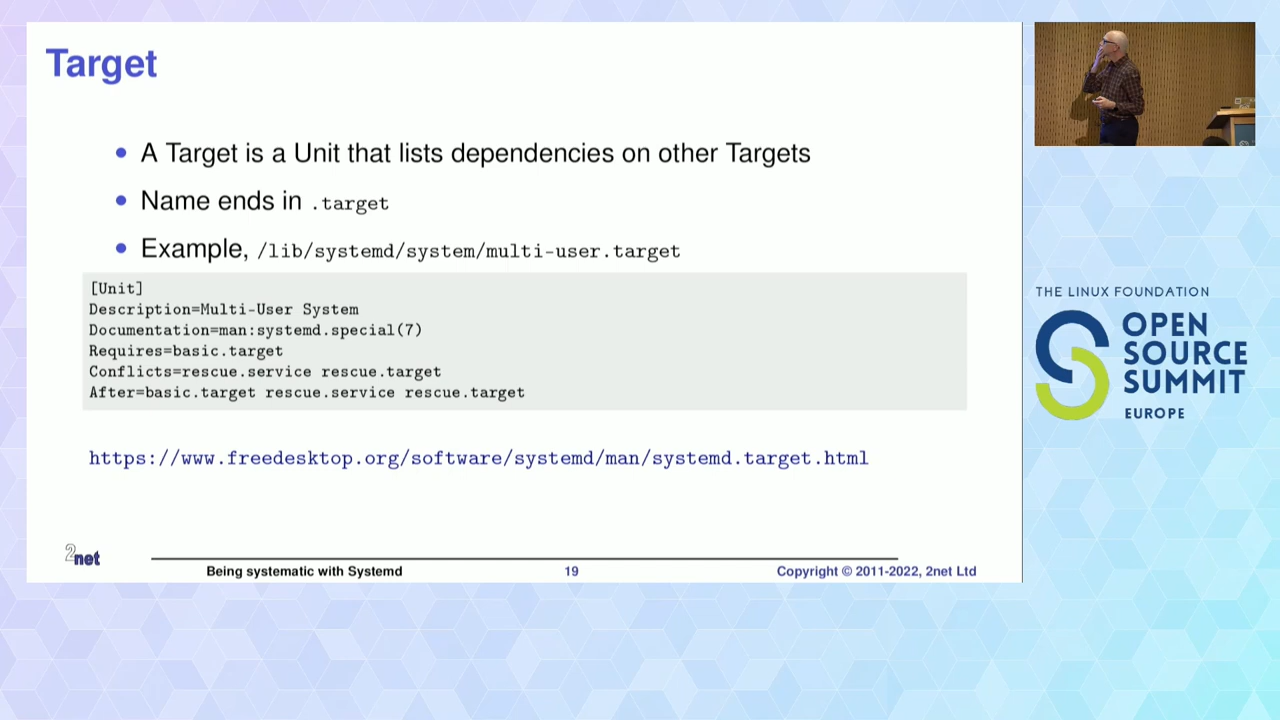 Target
A Target is a Unit that lists dependencies on other Targets
Name ends in .target
Example, /lib/systemd/system/multi-user.target
[Unit]
Description=Multi-User System
Documentation=man:systemd.special(7)
Requires=basic.target
Conflicts=rescue.service rescue.target
After=basic.target rescue.service rescue.target
https://www.freedesktop.org/software/systemd/man/systemd.target.html
2net
Being systematic with Systemd
19
Copyright © 2011-2022, 2net Ltd
THE LINUX FOUNDATION
OPEN
SOURCE
SUMMIT
EUROPE